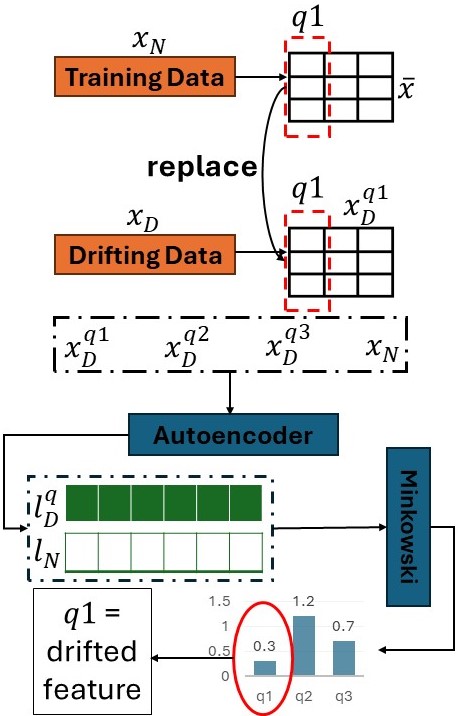 q1
x_N
Training Data
x̄
replace
q1
x_D^{q1}
x_D
Drifting Data
x_D^{q1} x_D^{q2} x_D^{q3} x_N
Autoencoder
l_D^q
l_N
Minkowski
1.5
1
0.5
0
0.3
1.2
0.7
q1 q2 q3
q1 =
drifted
feature